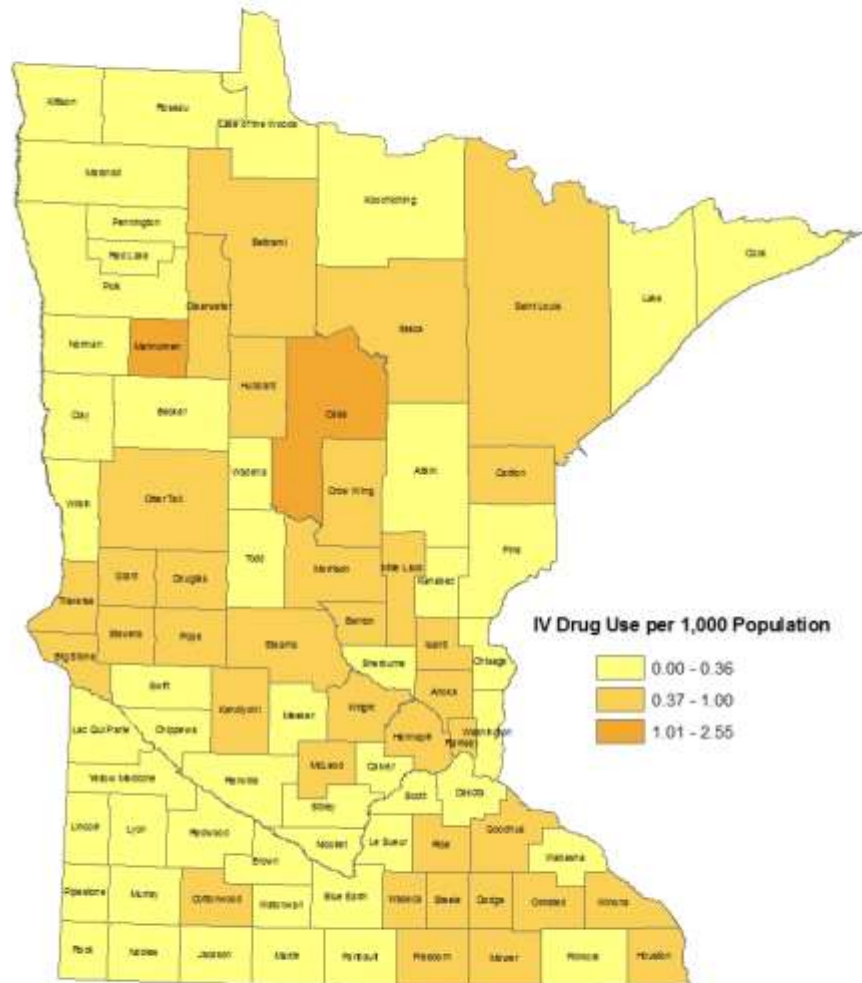 Kittson
Roseau
Lake of the Woods
Marshall
Koochiching
Pennington
Red Lake
Polk
Beltrami
Clearwater
Cook
Lake
Saint Louis
Itasca
Norman
Mahnomen
Hubbard
Cass
Clay
Becker
Wadena
Aitkin
Carlton
Crow Wing
Otter Tail
Wilkin
Pine
Todd
Morrison
Mille Lacs
Kanabec
Grant
Douglas
Traverse
Benton
Stevens
Pope
Stearns
Isanti
Big Stone
Sherburne
Chisago
IV Drug Use per 1,000 Population
0.00 - 0.36
0.37 - 1.00
1.01 - 2.55
Swift
Kandiyohi
Meeker
Wright
Anoka
Lac Qui Parle
Chippewa
Hennepin
Ramsey
Washington
McLeod
Carver
Yellow Medicine
Renville
Scott
Dakota
Sibley
Lincoln
Lyon
Redwood
Nicollet
Le Sueur
Rice
Goodhue
Wabasha
Brown
Pipestone
Murray
Cottonwood
Watonwan
Blue Earth
Waseca
Steele
Dodge
Olmsted
Winona
Rock
Nobles
Jackson
Martin
Faribault
Freeborn
Mower
Fillmore
Houston